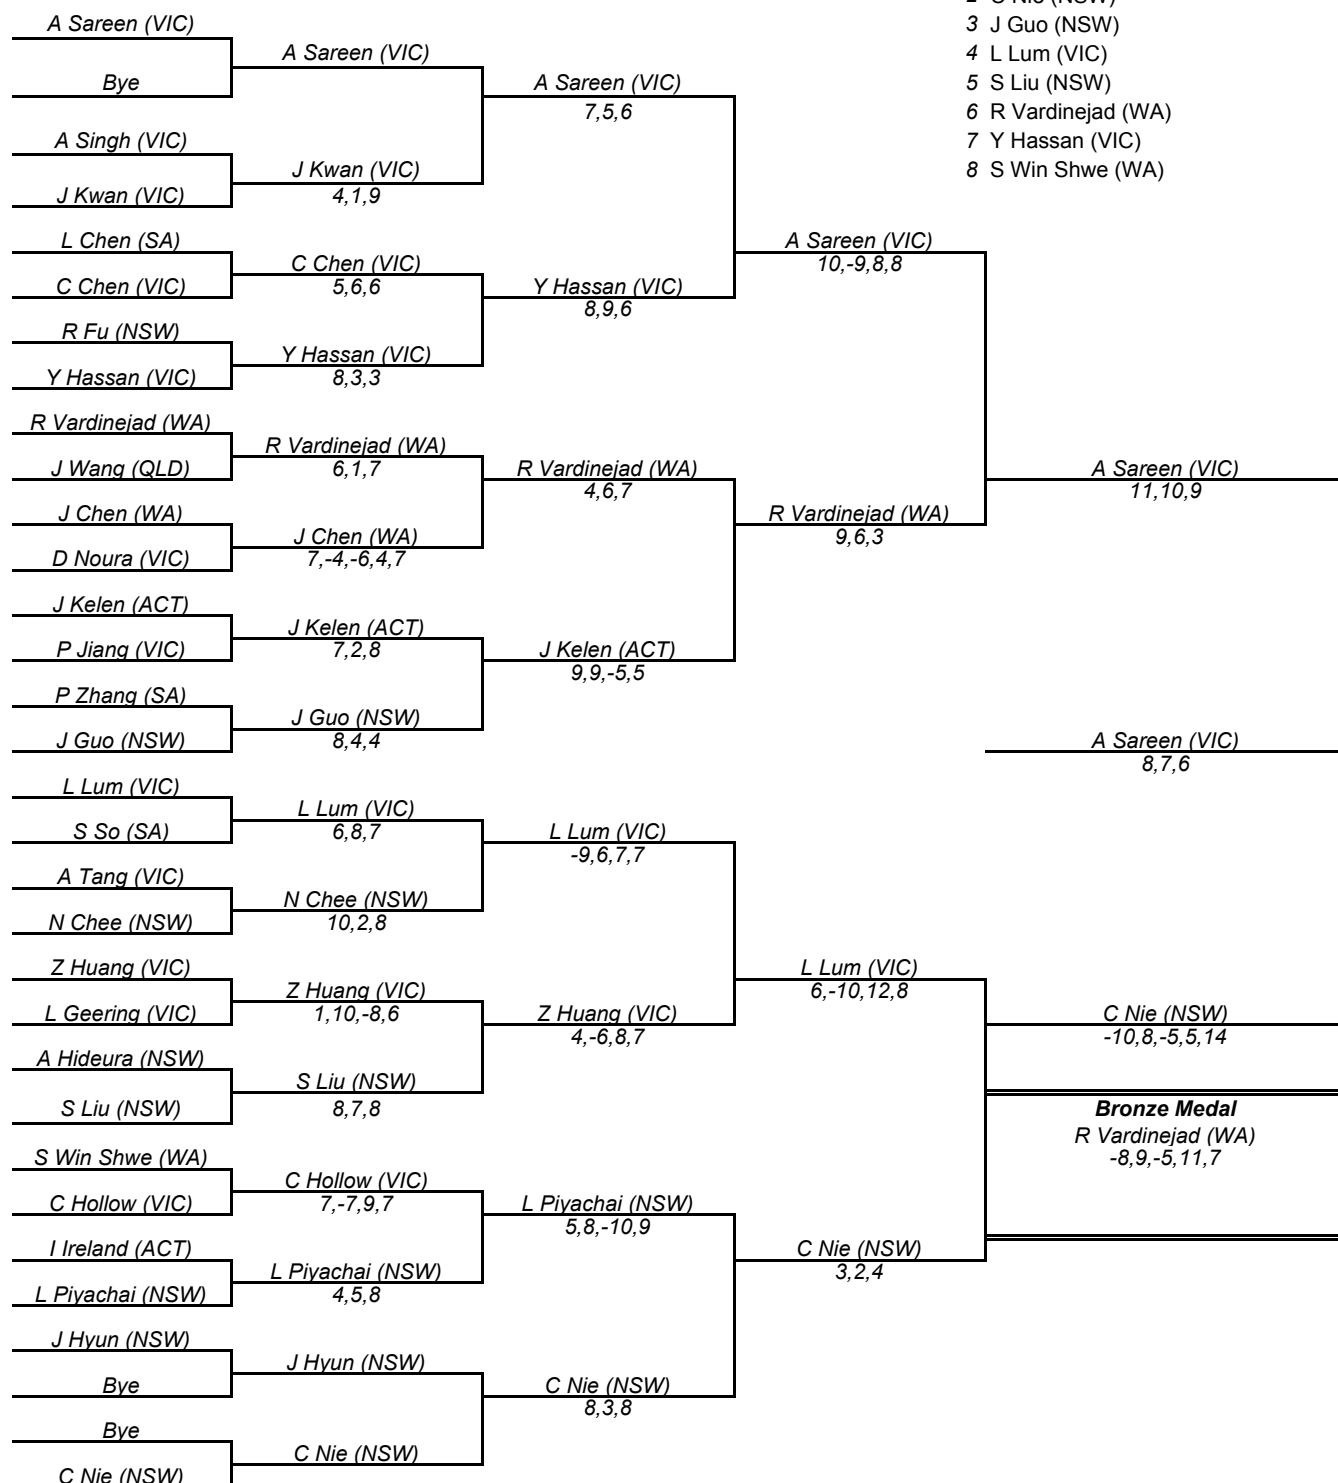 2 C Nie (NSW)
3 J Guo (NSW)
4 L Lum (VIC)
5 S Liu (NSW)
6 R Vardinejad (WA)
7 Y Hassan (VIC)
8 S Win Shwe (WA)
A Sareen (VIC)
Bye
A Singh (VIC)
J Kwan (VIC)
L Chen (SA)
C Chen (VIC)
R Fu (NSW)
Y Hassan (VIC)
R Vardinejad (WA)
J Wang (QLD)
J Chen (WA)
D Noura (VIC)
J Kelen (ACT)
P Jiang (VIC)
P Zhang (SA)
J Guo (NSW)
L Lum (VIC)
S So (SA)
A Tang (VIC)
N Chee (NSW)
Z Huang (VIC)
L Geering (VIC)
A Hideura (NSW)
S Liu (NSW)
S Win Shwe (WA)
C Hollow (VIC)
I Ireland (ACT)
L Piyachai (NSW)
J Hyun (NSW)
Bye
Bye
C Nie (NSW)
A Sareen (VIC)
J Kwan (VIC)
4,1,9
C Chen (VIC)
5,6,6
Y Hassan (VIC)
8,3,3
R Vardinejad (WA)
6,1,7
J Chen (WA)
7,-4,-6,4,7
J Kelen (ACT)
7,2,8
J Guo (NSW)
8,4,4
L Lum (VIC)
6,8,7
N Chee (NSW)
10,2,8
Z Huang (VIC)
1,10,-8,6
S Liu (NSW)
8,7,8
C Hollow (VIC)
7,-7,9,7
L Piyachai (NSW)
4,5,8
J Hyun (NSW)
C Nie (NSW)
A Sareen (VIC)
7,5,6
Y Hassan (VIC)
8,9,6
R Vardinejad (WA)
4,6,7
J Kelen (ACT)
9,9,-5,5
L Lum (VIC)
-9,6,7,7
Z Huang (VIC)
4,-6,8,7
L Piyachai (NSW)
5,8,-10,9
C Nie (NSW)
8,3,8
A Sareen (VIC)
10,-9,8,8
R Vardinejad (WA)
9,6,3
L Lum (VIC)
6,-10,12,8
C Nie (NSW)
3,2,4
A Sareen (VIC)
11,10,9
A Sareen (VIC)
8,7,6
C Nie (NSW)
-10,8,-5,5,14
Bronze Medal
R Vardinejad (WA)
-8,9,-5,11,7